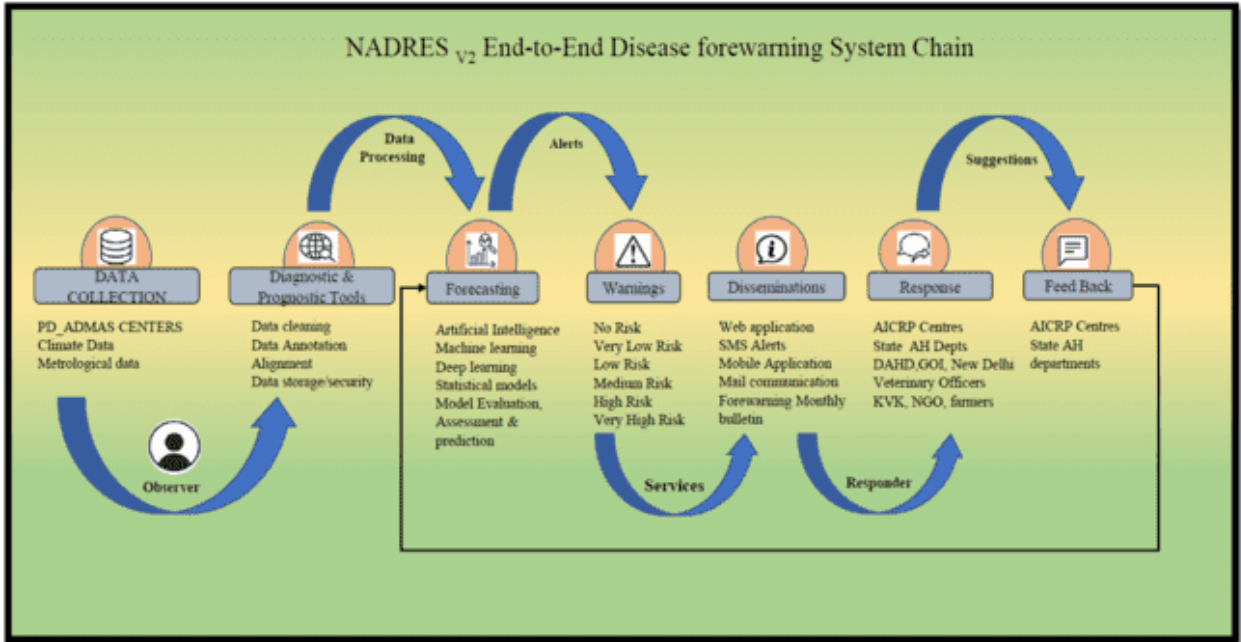 NADRES V2 End-to-End Disease forewarning System Chain
Data
Processing
Alerts
Suggestions
DATA
COLLECTION
PD_ADMAS CENTERS
Climate Data
Metrological data
Observer
Diagnostic &
Prognostic Tools
Data cleaning
Data Annotation
Alignment
Data storage/security
Forecasting
Artificial Intelligence
Machine learning
Deep learning
Statistical models
Model Evaluation,
Assessment &
prediction
Warnings
No Risk
Very Low Risk
Low Risk
Medium Risk
High Risk
Very High Risk
Services
Disseminations
Web application
SMS Alerts
Mobile Application
Mail communication
Forewarning Monthly
bulletin
Responder
Response
AICRP Centres
State AH Depts
DAHD,GOI, New Delhi
Veterinary Officers
KVK, NGO, farmers
Feed Back
AICRP Centres
State AH
departments